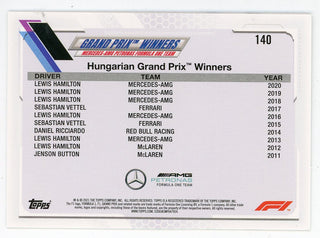 140
GRAND PRIX™ WINNERS
MERCEDES-AMG PETRONAS FORMULA ONE TEAM
Hungarian Grand Prix™ Winners
DRIVER TEAM YEAR
LEWIS HAMILTON MERCEDES-AMG 2020
LEWIS HAMILTON MERCEDES-AMG 2019
LEWIS HAMILTON MERCEDES-AMG 2018
SEBASTIAN VETTEL FERRARI 2017
LEWIS HAMILTON MERCEDES-AMG 2016
SEBASTIAN VETTEL FERRARI 2015
DANIEL RICCIARDO RED BULL RACING 2014
LEWIS HAMILTON MERCEDES-AMG 2013
LEWIS HAMILTON McLAREN 2012
JENSON BUTTON McLAREN 2011
AMG
PETRONAS
FORMULA ONE TEAM
Topps
F1